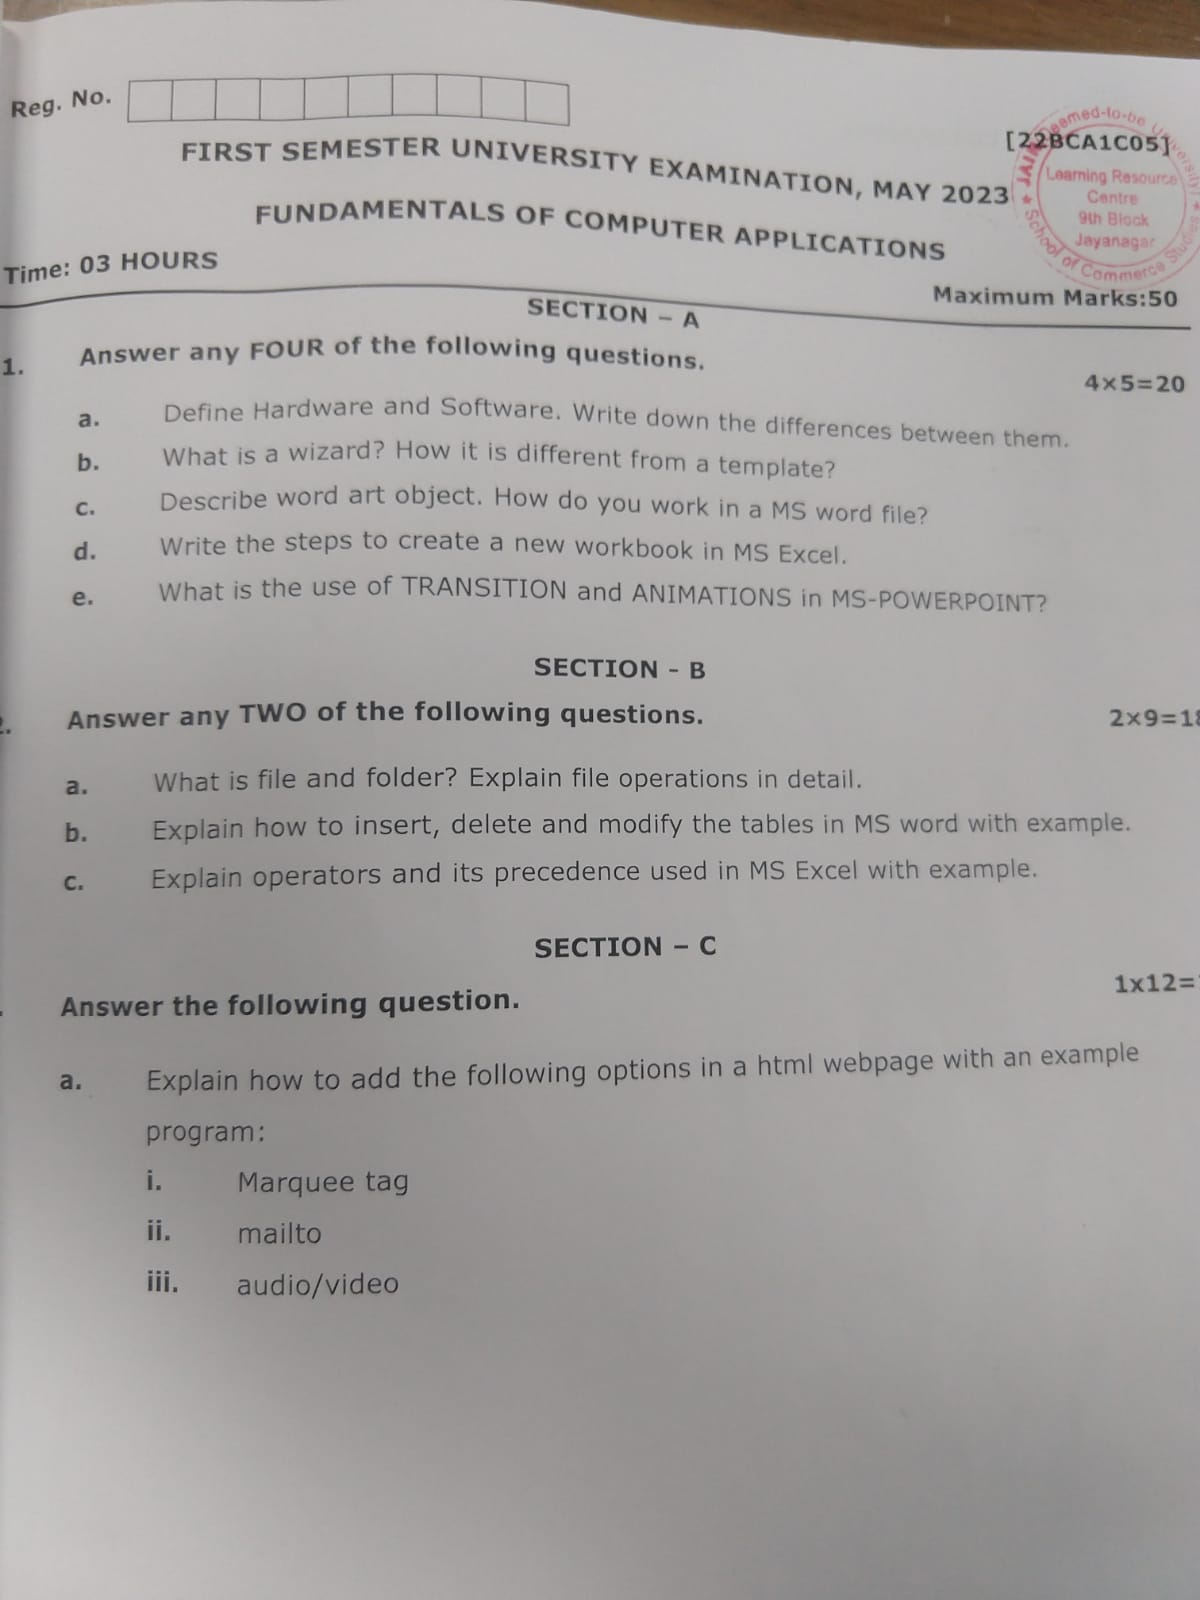 Reg. No.
[22BCA1C05]
FIRST SEMESTER UNIVERSITY EXAMINATION, MAY 2023
FUNDAMENTALS OF COMPUTER APPLICATIONS
JAIN Deemed-to-be University
Learning Resource
Centre
9th Block
Jayanagar
School of Commerce Studies
Time: 03 HOURS
Maximum Marks:50
SECTION – A
1. Answer any FOUR of the following questions.
4×5=20
a. Define Hardware and Software. Write down the differences between them.
b. What is a wizard? How it is different from a template?
c. Describe word art object. How do you work in a MS word file?
d. Write the steps to create a new workbook in MS Excel.
e. What is the use of TRANSITION and ANIMATIONS in MS-POWERPOINT?
SECTION - B
Answer any TWO of the following questions.
2×9=18
a. What is file and folder? Explain file operations in detail.
b. Explain how to insert, delete and modify the tables in MS word with example.
c. Explain operators and its precedence used in MS Excel with example.
SECTION – C
1x12=
Answer the following question.
a. Explain how to add the following options in a html webpage with an example
program:
i. Marquee tag
ii. mailto
iii. audio/video